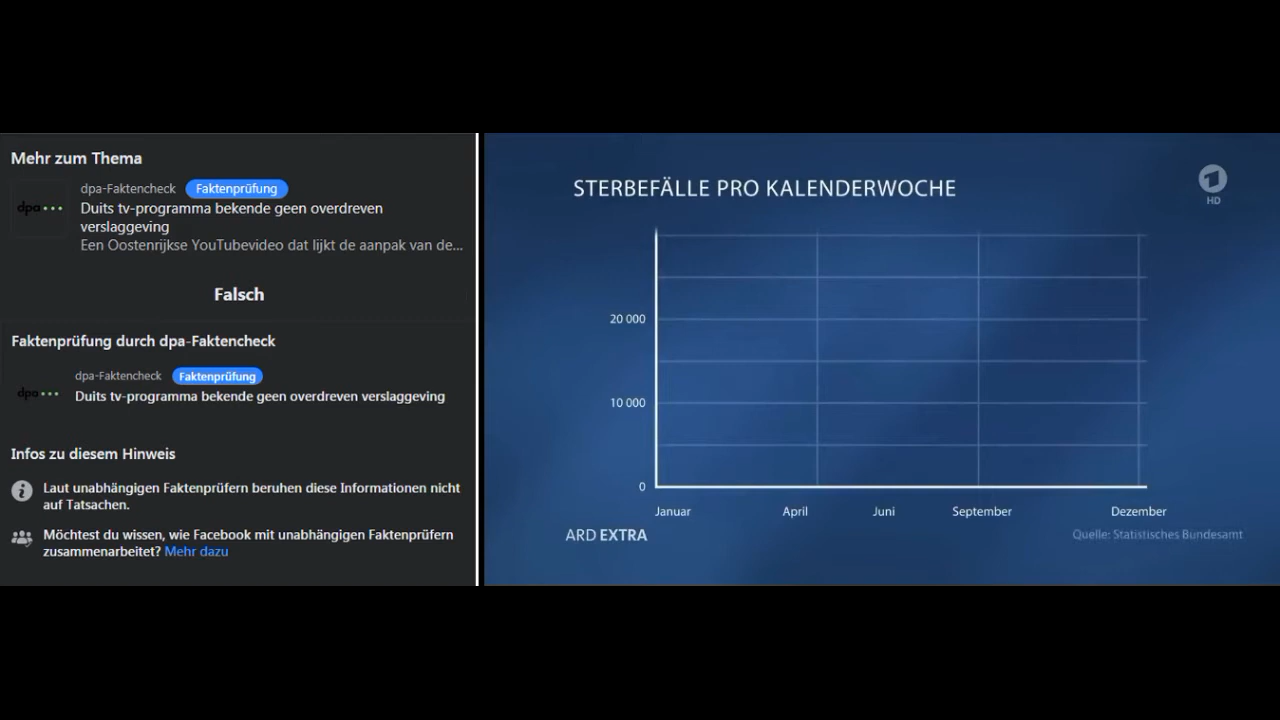 Mehr zum Thema
dpa-Faktencheck Faktenprüfung
dpa
Duits tv-programma bekende geen overdreven
verslaggeving
Een Oostenrijkse YouTubevideo dat lijkt de aanpak van de...
Falsch
Faktenprüfung durch dpa-Faktencheck
dpa-Faktencheck Faktenprüfung
dpa
Duits tv-programma bekende geen overdreven verslaggeving
Infos zu diesem Hinweis
Laut unabhängigen Faktenprüfern beruhen diese Informationen nicht
auf Tatsachen.
Möchtest du wissen, wie Facebook mit unabhängigen Faktenprüfern
zusammenarbeitet? Mehr dazu
STERBEFÄLLE PRO KALENDERWOCHE
1
HD
20 000
10 000
0
Januar April Juni September Dezember
ARD EXTRA
Quelle: Statistisches Bundesamt